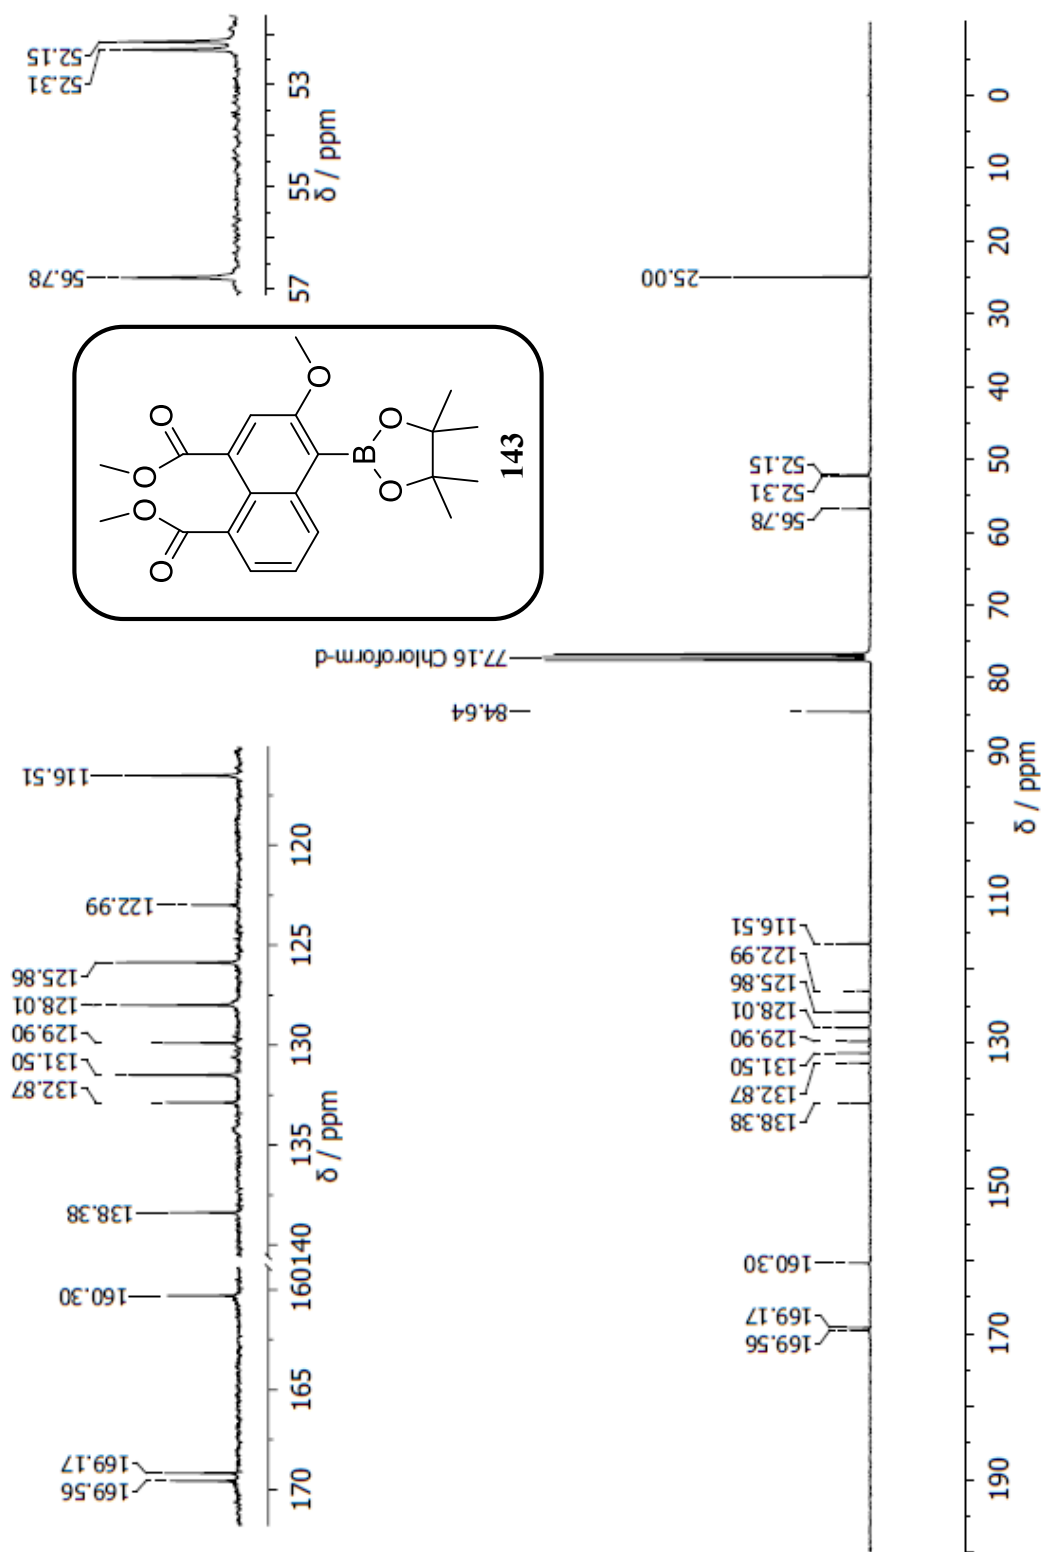 169.56
169.17
160.30
138.38
132.87
131.50
129.90
128.01
125.86
122.99
116.51
170 165 160 140 135 130 125 120
δ / ppm
56.78
52.31
52.15
57 55 53
δ / ppm
O O O O
O
B
O O
143
169.56
169.17
160.30
138.38
132.87
131.50
129.90
128.01
125.86
122.99
116.51
84.64
77.16 Chloroform-d
56.78
52.31
52.15
25.00
190 170 150 130 110 90 80 70 60 50 40 30 20 10 0
δ / ppm